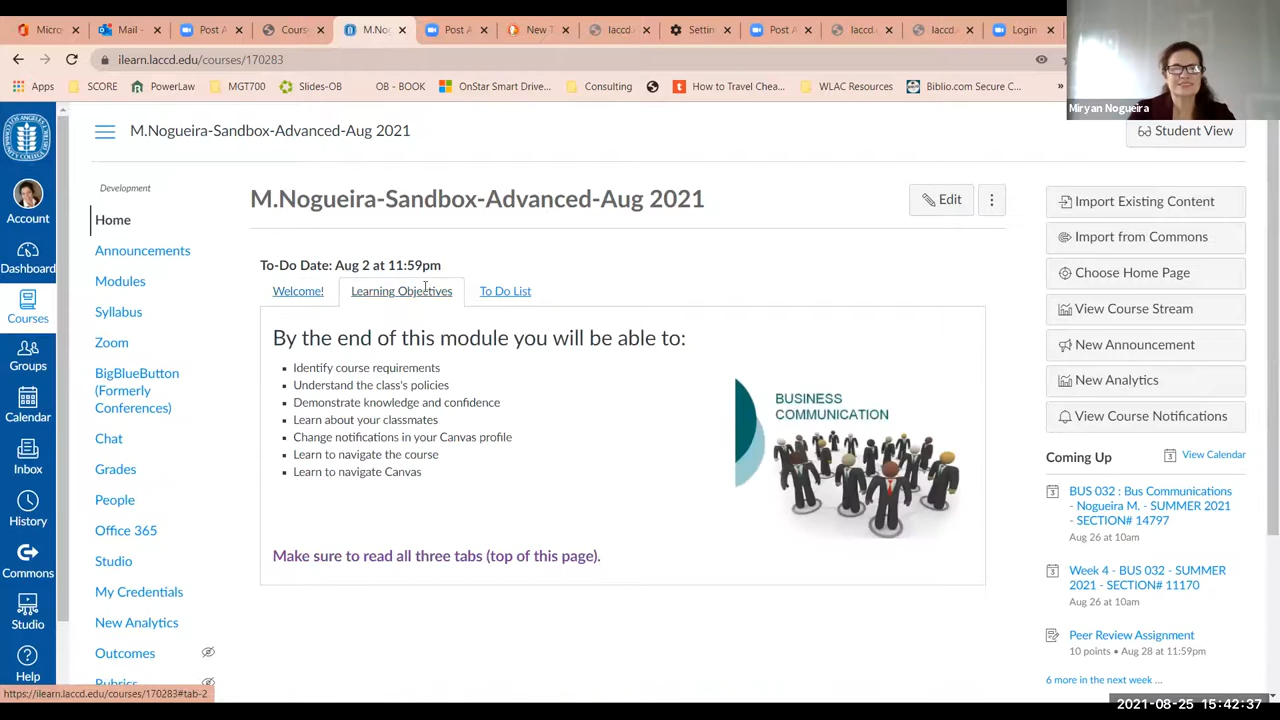 Micro
Mail -
Post A
Course
M.Nog
Post A
New T
laccd.
Settin
Post A
laccd.
laccd.
Login
ilearn.laccd.edu/courses/170283
Apps
SCORE
PowerLaw
MGT700
Slides-OB
OB - BOOK
OnStar Smart Drive...
Consulting
How to Travel Chea...
WLAC Resources
Biblio.com Secure C...
»
Miryan Nogueira
M.Nogueira-Sandbox-Advanced-Aug 2021
Student View
Account
Dashboard
Courses
Groups
Calendar
Inbox
History
Commons
Studio
Help
Development
Home
Announcements
Modules
Syllabus
Zoom
BigBlueButton
(Formerly
Conferences)
Chat
Grades
People
Office 365
Studio
My Credentials
New Analytics
Outcomes
Rubrics
M.Nogueira-Sandbox-Advanced-Aug 2021
Edit
To-Do Date: Aug 2 at 11:59pm
Welcome!
Learning Objectives
To Do List
By the end of this module you will be able to:
Identify course requirements
Understand the class's policies
Demonstrate knowledge and confidence
Learn about your classmates
Change notifications in your Canvas profile
Learn to navigate the course
Learn to navigate Canvas
BUSINESS
COMMUNICATION
Make sure to read all three tabs (top of this page).
Import Existing Content
Import from Commons
Choose Home Page
View Course Stream
New Announcement
New Analytics
View Course Notifications
Coming Up
View Calendar
BUS 032 : Bus Communications
- Nogueira M. - SUMMER 2021
- SECTION# 14797
Aug 26 at 10am
Week 4 - BUS 032 - SUMMER
2021 - SECTION# 11170
Aug 26 at 10am
Peer Review Assignment
10 points • Aug 28 at 11:59pm
6 more in the next week ...
https://ilearn.laccd.edu/courses/170283#tab-2
2021-08-25 15:42:37